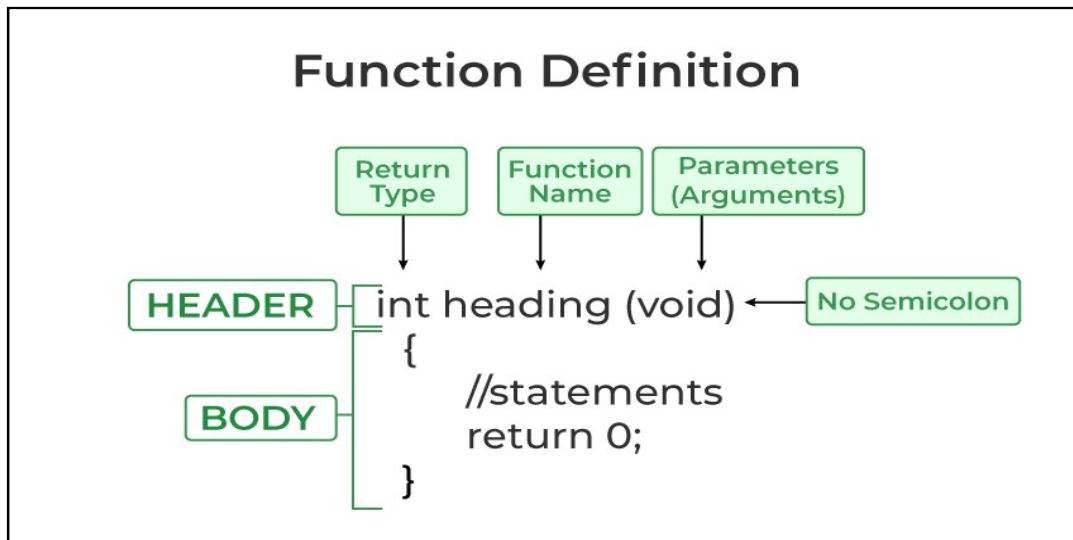 Function Definition
Return
Type
Function
Name
Parameters
(Arguments)
HEADER
int heading (void)
No Semicolon
{
//statements
BODY
return 0;
}